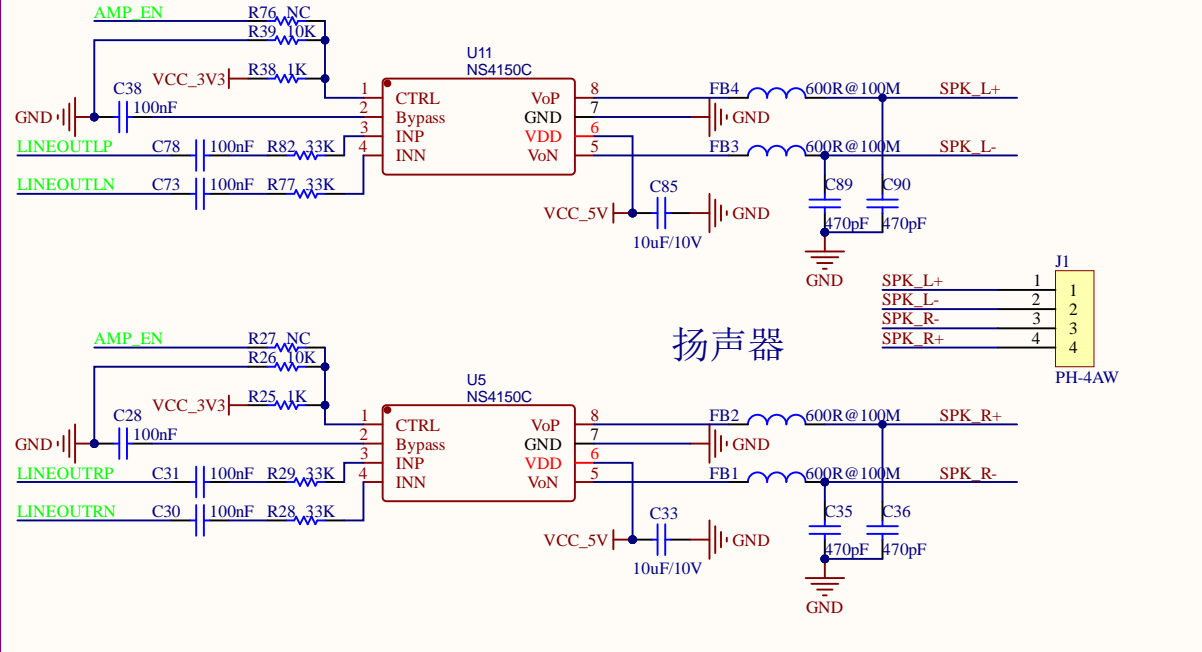 AMP_EN
R76 NC
R39 10K
VCC_3V3
R38 1K
U11
NS4150C
C38
100nF
GND
1 CTRL
2 Bypass
3 INP
4 INN
VoP 8
GND 7
VDD 6
VoN 5
LINEOUTLP
C78
100nF
R82 33K
LINEOUTLN
C73
100nF
R77 33K
FB4
600R@100M
SPK_L+
GND
FB3
600R@100M
SPK_L-
C85
VCC_5V
GND
10uF/10V
C89
C90
470pF
470pF
GND
J1
SPK_L+ 1 1
SPK_L- 2 2
SPK_R- 3 3
SPK_R+ 4 4
PH-4AW
扬声器
AMP_EN
R27 NC
R26 10K
VCC_3V3
R25 1K
U5
NS4150C
C28
100nF
GND
1 CTRL
2 Bypass
3 INP
4 INN
VoP 8
GND 7
VDD 6
VoN 5
LINEOUTRP
C31
100nF
R29 33K
LINEOUTRN
C30
100nF
R28 33K
FB2
600R@100M
SPK_R+
GND
FB1
600R@100M
SPK_R-
C33
VCC_5V
GND
10uF/10V
C35
C36
470pF
470pF
GND